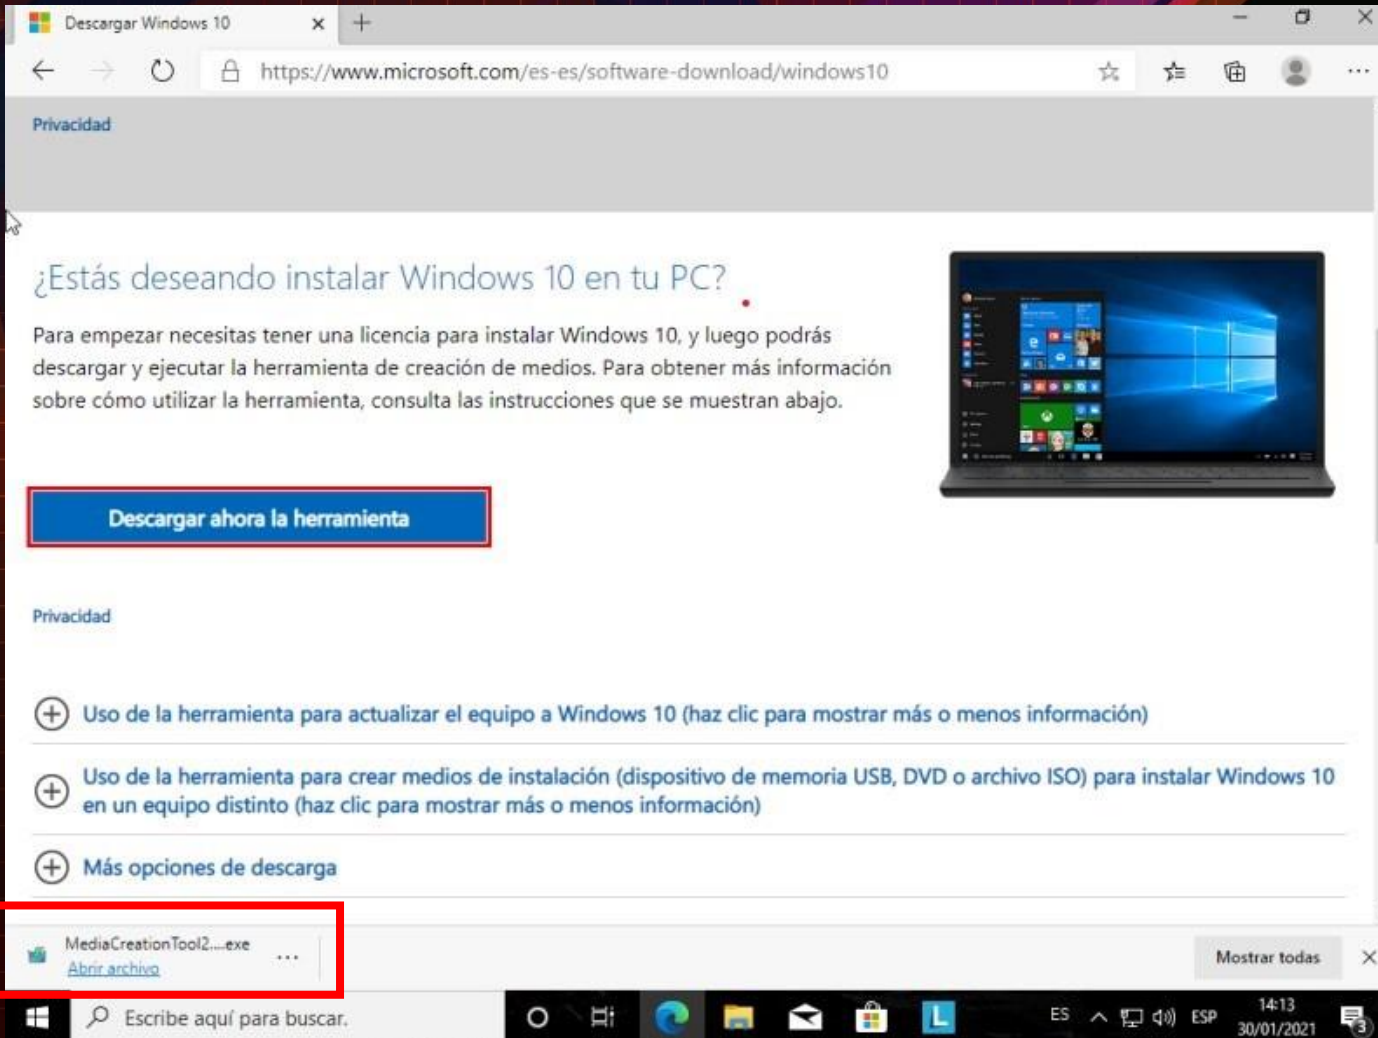 Descargar Windows 10
https://www.microsoft.com/es-es/software-download/windows10
Privacidad
¿Estás deseando instalar Windows 10 en tu PC?
Para empezar necesitas tener una licencia para instalar Windows 10, y luego podrás
descargar y ejecutar la herramienta de creación de medios. Para obtener más información
sobre cómo utilizar la herramienta, consulta las instrucciones que se muestran abajo.
Descargar ahora la herramienta
Privacidad
Uso de la herramienta para actualizar el equipo a Windows 10 (haz clic para mostrar más o menos información)
Uso de la herramienta para crear medios de instalación (dispositivo de memoria USB, DVD o archivo ISO) para instalar Windows 10
en un equipo distinto (haz clic para mostrar más o menos información)
Más opciones de descarga
MediaCreationTool2....exe
Abrir archivo
Mostrar todas
Escribe aquí para buscar.
L
ES
ESP
14:13
30/01/2021
3